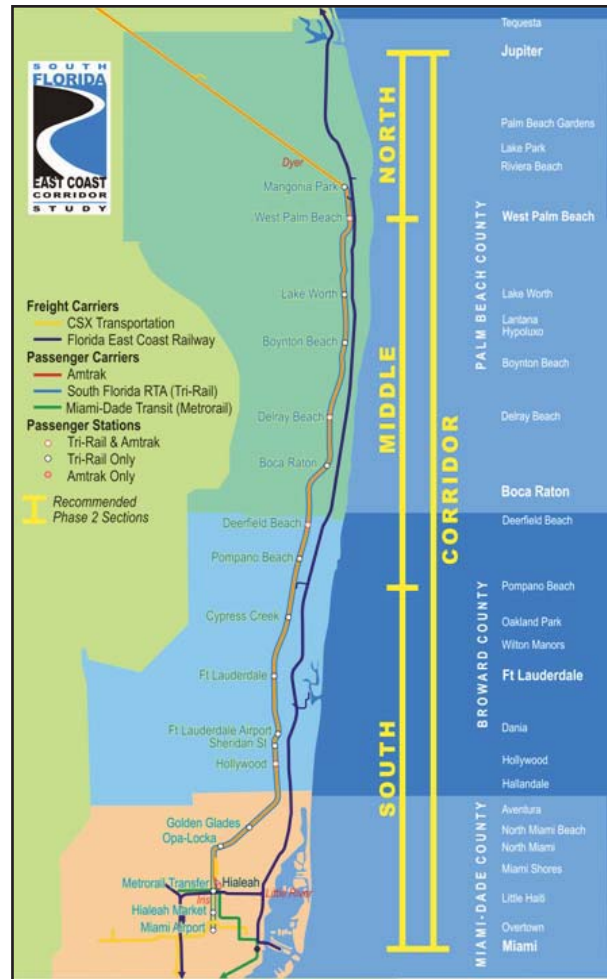 SOUTH
FLORIDA
EAST COAST
CORRIDOR
STUDY
Freight Carriers
CSX Transportation
Florida East Coast Railway
Passenger Carriers
Amtrak
South Florida RTA (Tri-Rail)
Miami-Dade Transit (Metrorail)
Passenger Stations
Tri-Rail & Amtrak
Tri-Rail Only
Amtrak Only
Recommended
Phase 2 Sections
Dyer
Mangonia Park
West Palm Beach
Lake Worth
Boynton Beach
Delray Beach
Boca Raton
Deerfield Beach
Pompano Beach
Cypress Creek
Ft Lauderdale
Ft Lauderdale Airport
Sheridan St
Hollywood
Golden Glades
Opa-Locka
Metrorail Transfer
Hialeah
Little River
Iris
Hialeah Market
Miami Airport
NORTH
MIDDLE
SOUTH
CORRIDOR
PALM BEACH COUNTY
BROWARD COUNTY
MIAMI-DADE COUNTY
Tequesta
Jupiter
Palm Beach Gardens
Lake Park
Riviera Beach
West Palm Beach
Lake Worth
Lantana
Hypoluxo
Boynton Beach
Delray Beach
Boca Raton
Deerfield Beach
Pompano Beach
Oakland Park
Wilton Manors
Ft Lauderdale
Dania
Hollywood
Hallandale
Aventura
North Miami Beach
North Miami
Miami Shores
Little Haiti
Overtown
Miami